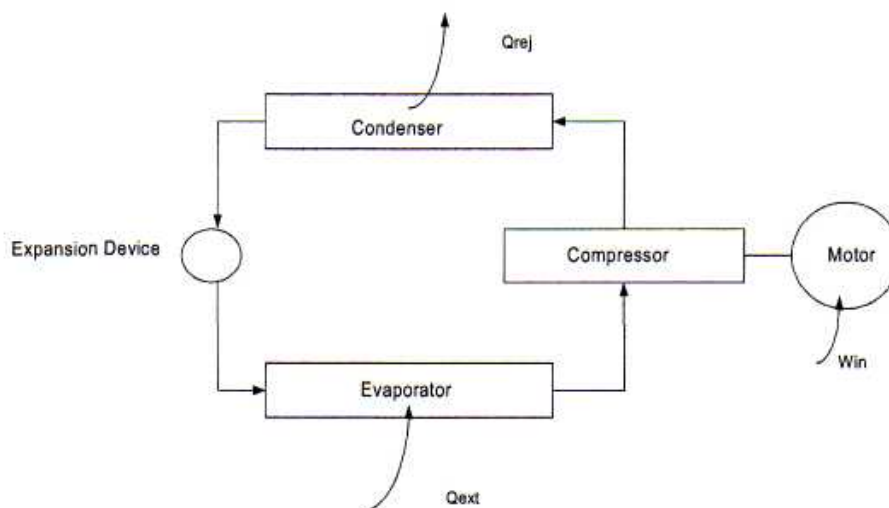 Qrej
Condenser
Expansion Device
Compressor
Motor
Win
Evaporator
Qext